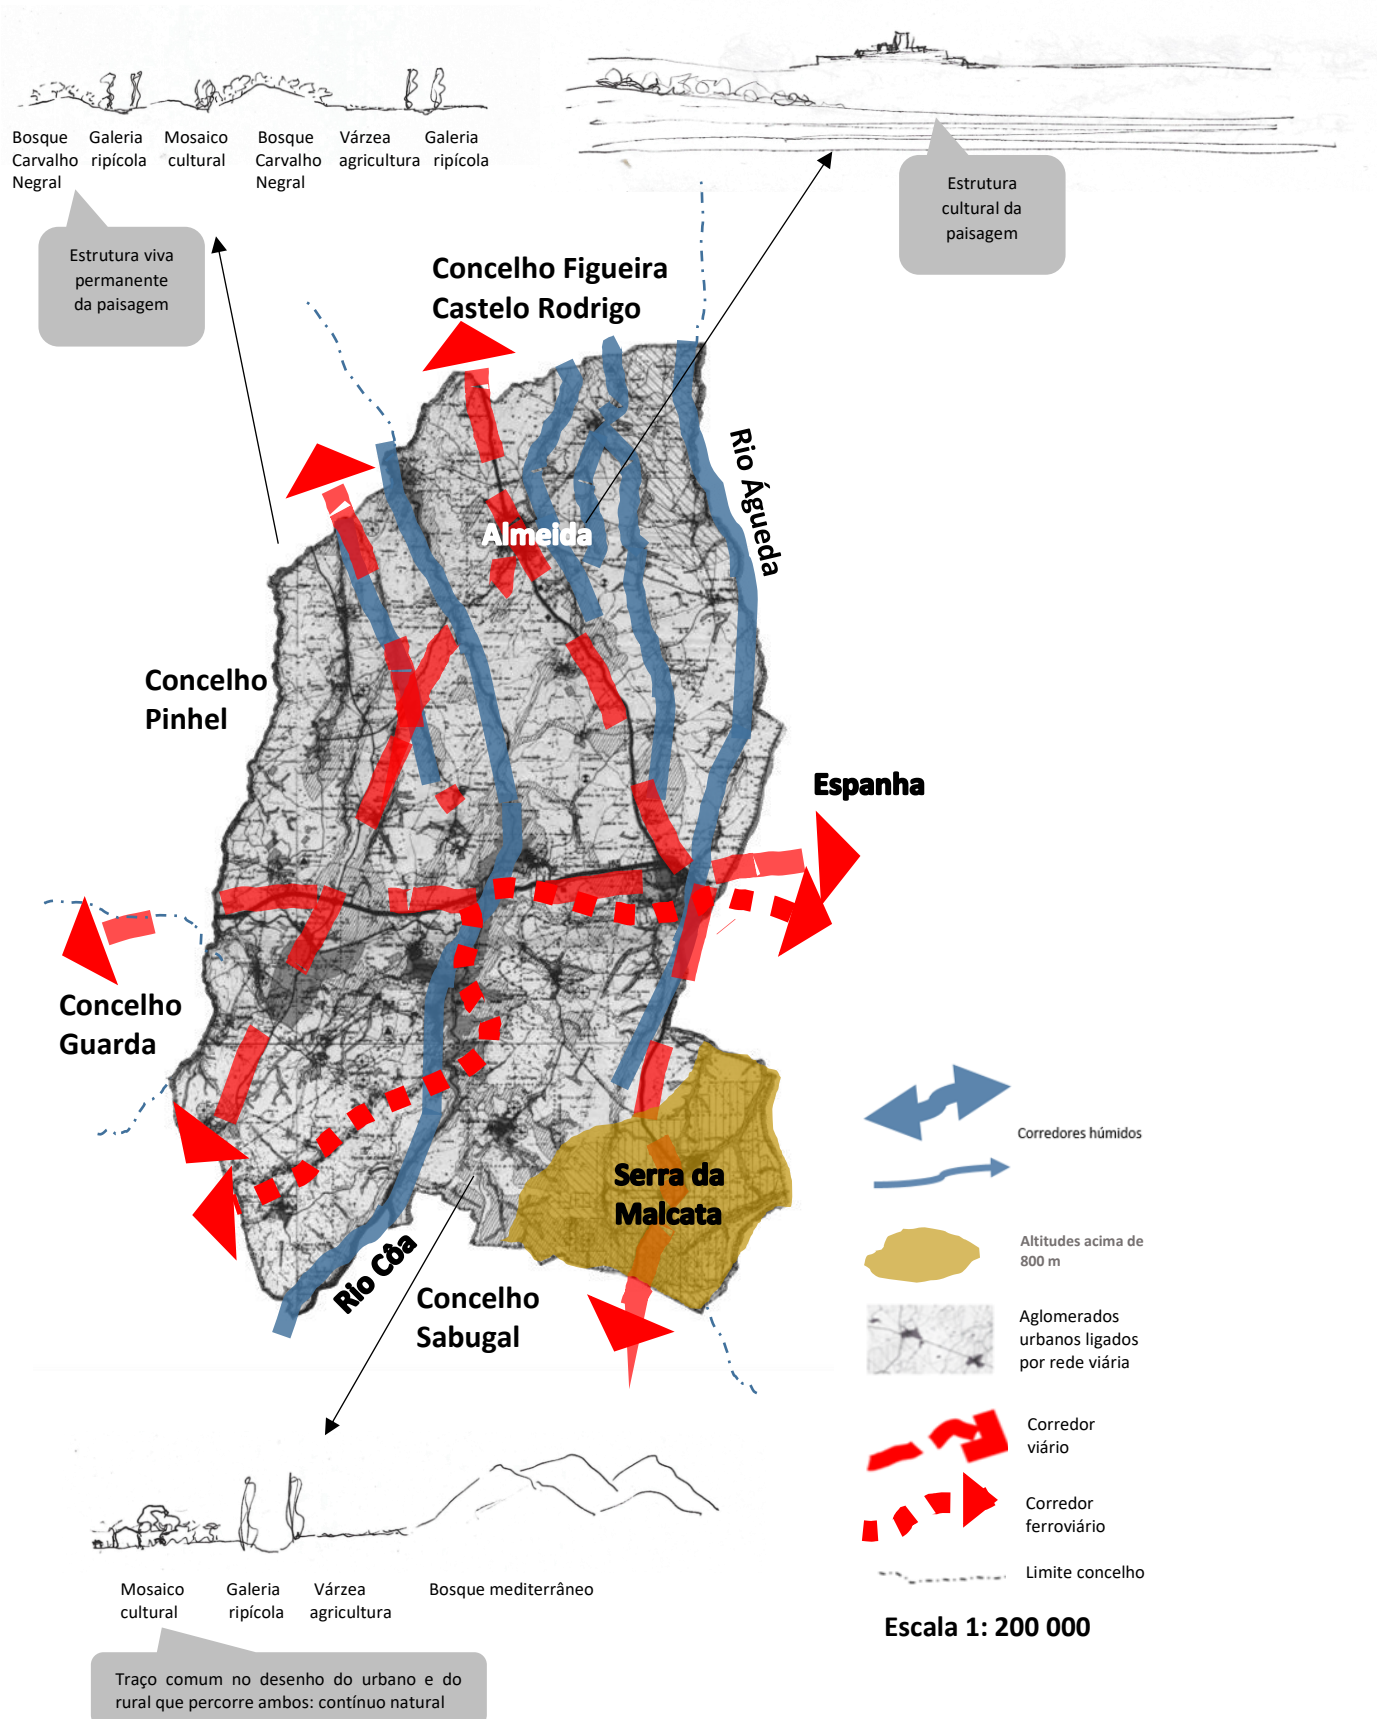 Bosque
Carvalho
Negral
Galeria
ripícola
Mosaico
cultural
Bosque
Carvalho
Negral
Várzea
agricultura
Galeria
ripícola
Estrutura viva
permanente
da paisagem
Estrutura
cultural da
paisagem
Concelho Figueira
Castelo Rodrigo
Rio Águeda
Almeida
Concelho
Pinhel
Espanha
Concelho
Guarda
Serra da
Malcata
Rio Côa
Concelho
Sabugal
Corredores húmidos
Altitudes acima de
800 m
Aglomerados
urbanos ligados
por rede viária
Corredor
viário
Corredor
ferroviário
Limite concelho
Escala 1: 200 000
Mosaico
cultural
Galeria
ripícola
Várzea
agricultura
Bosque mediterrâneo
Traço comum no desenho do urbano e do
rural que percorre ambos: contínuo natural